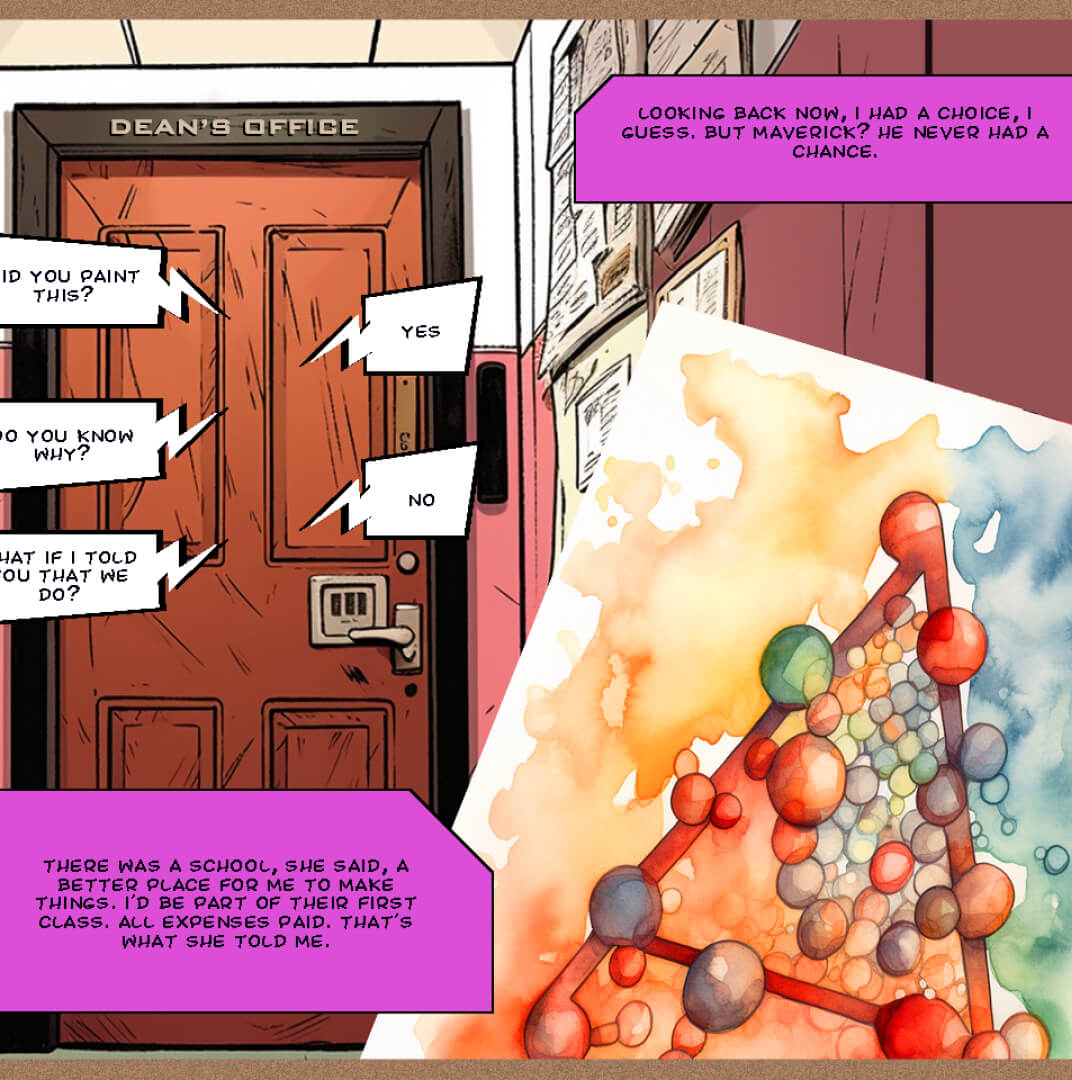 DEAN'S OFFICE
LOOKING BACK NOW, I HAD A CHOICE, I
GUESS. BUT MAVERICK? HE NEVER HAD A
CHANCE.
ID YOU PAINT
THIS?
YES
DO YOU KNOW
WHY?
NO
HAT IF I TOLD
YOU THAT WE
DO?
THERE WAS A SCHOOL, SHE SAID, A
BETTER PLACE FOR ME TO MAKE
THINGS. I'D BE PART OF THEIR FIRST
CLASS. ALL EXPENSES PAID. THAT'S
WHAT SHE TOLD ME.